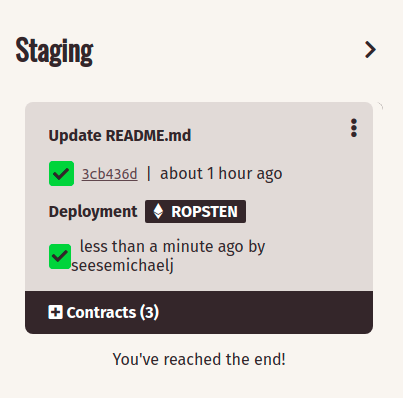 Staging
Update README.md
3cb436d | about 1 hour ago
Deployment ROPSTEN
less than a minute ago by
seesemichaelj
Contracts (3)
You've reached the end!